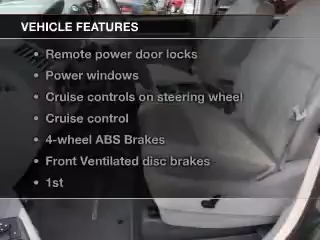 VEHICLE FEATURES
• Remote power door locks
• Power windows
• Cruise controls on steering wheel
• Cruise control
• 4-wheel ABS Brakes
• Front Ventilated disc brakes
• 1st